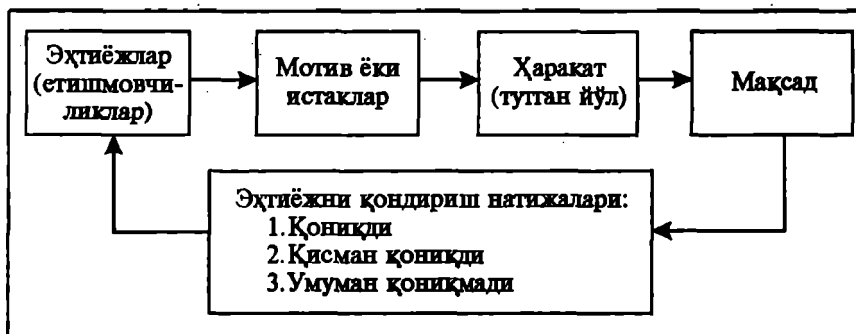 Эҳтиёжлар
(етишмовчи-
ликлар)
Мотив ёки
истаклар
Ҳаракат
(тутган йўл)
Мақсад
Эҳтиёжни қондириш натижалари:
1. Қониқди
2. Қисман қониқди
3. Умуман қониқмади